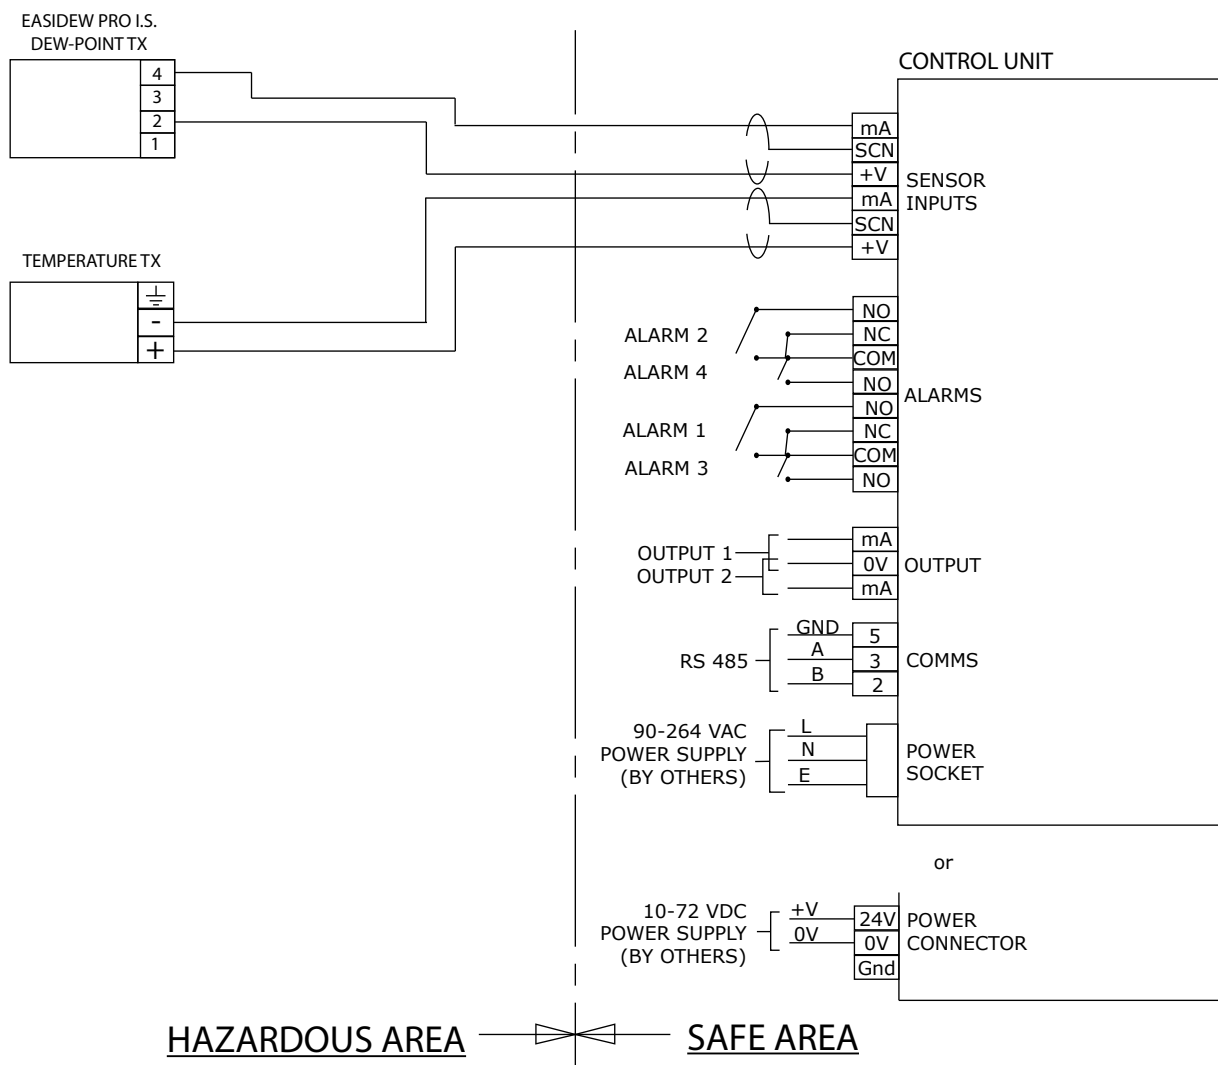 EASIDEW PRO I.S.
DEW-POINT TX
4
3
2
1
CONTROL UNIT
mA
SCN
+V
mA
SCN
+V
SENSOR
INPUTS
TEMPERATURE TX
-
+
ALARM 2
ALARM 4
ALARM 1
ALARM 3
NO
NC
COM
NO
NO
NC
COM
NO
ALARMS
OUTPUT 1
OUTPUT 2
mA
0V
mA
OUTPUT
RS 485
GND
A
B
5
3
2
COMMS
90-264 VAC
POWER SUPPLY
(BY OTHERS)
L
N
E
POWER
SOCKET
or
10-72 VDC
POWER SUPPLY
(BY OTHERS)
+V
0V
24V
0V
Gnd
POWER
CONNECTOR
HAZARDOUS AREA
SAFE AREA